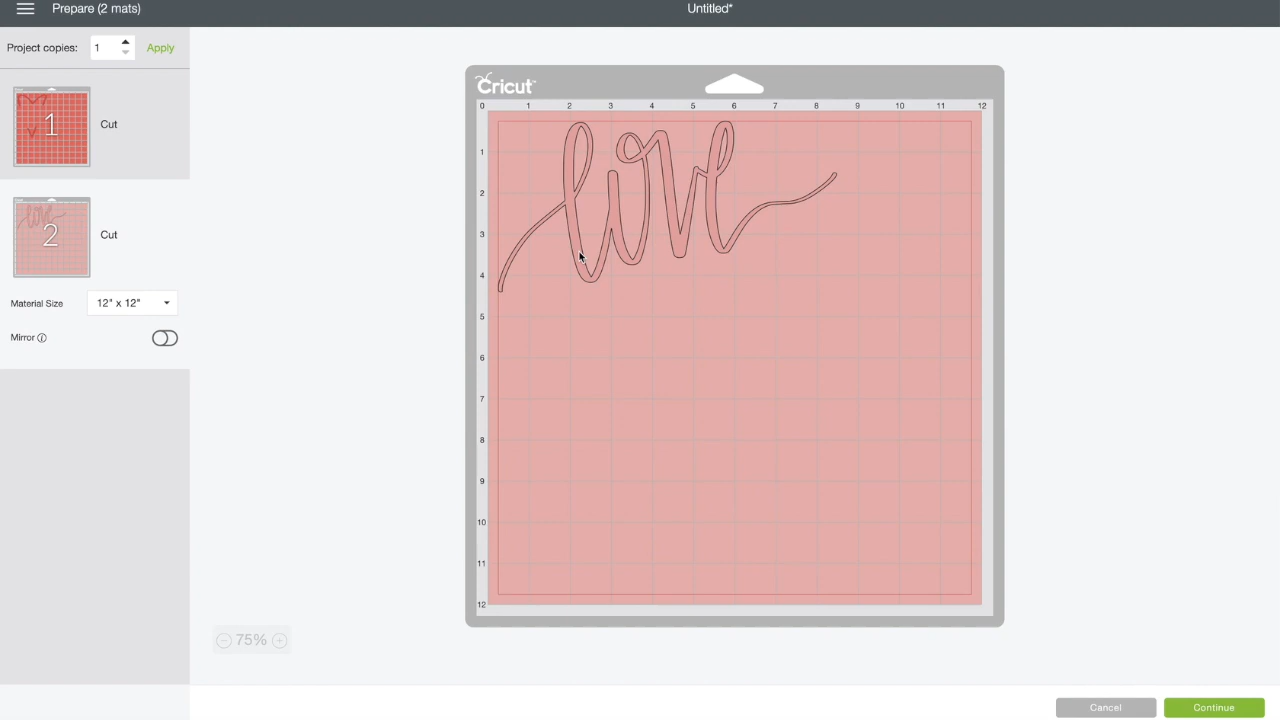 Prepare (2 mats)
Untitled*
Project copies: 1 Apply
1 Cut
2 Cut
Material Size 12" x 12"
Mirror
Cricut
0 1 2 3 4 5 6 7 8 9 10 11 12
love
1
2
3
4
5
6
7
8
9
10
11
12
75%
Cancel Continue